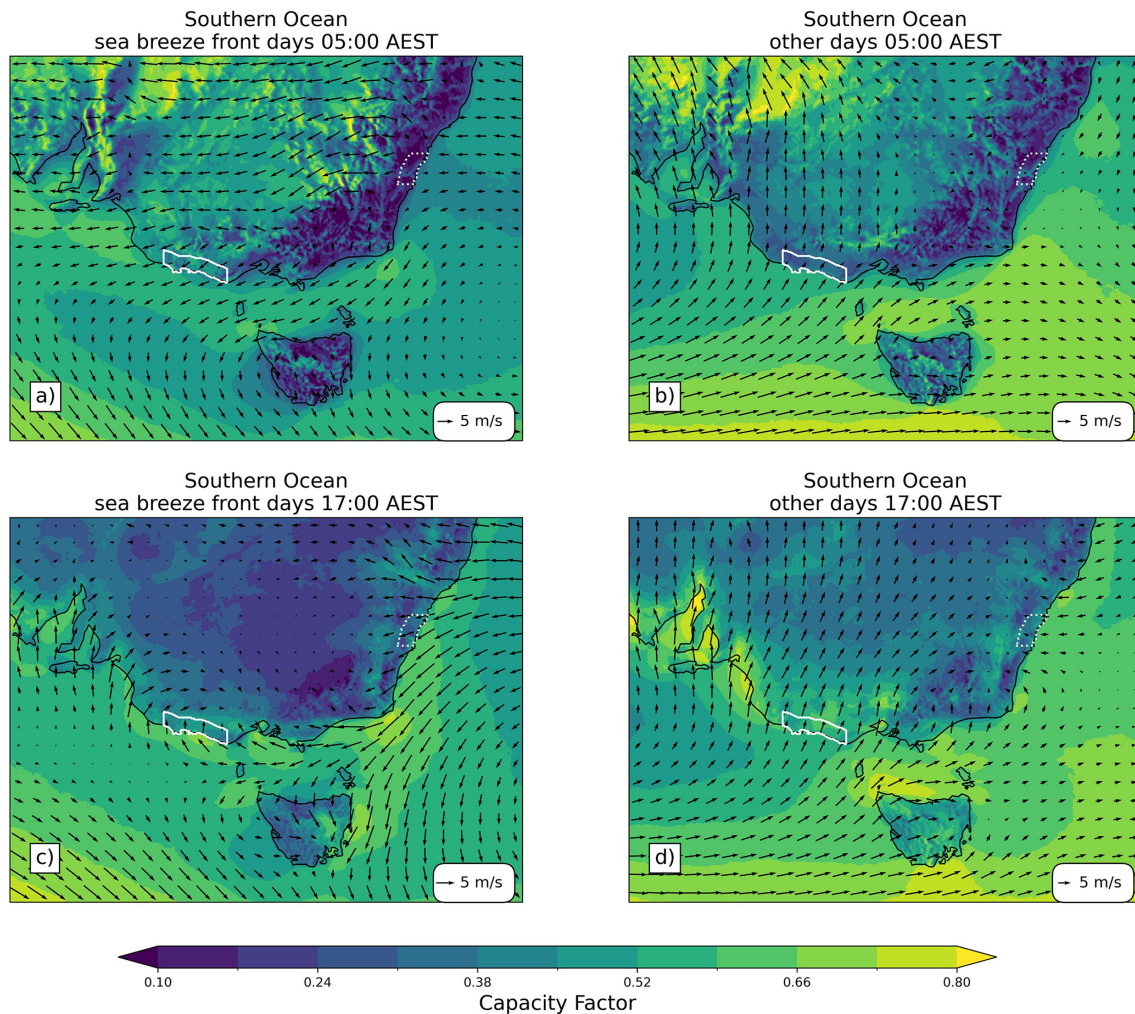 Southern Ocean
sea breeze front days 05:00 AEST
Southern Ocean
other days 05:00 AEST
a)
5 m/s
b)
5 m/s
Southern Ocean
sea breeze front days 17:00 AEST
Southern Ocean
other days 17:00 AEST
c)
5 m/s
d)
5 m/s
0.10 0.24 0.38 0.52 0.66 0.80
Capacity Factor